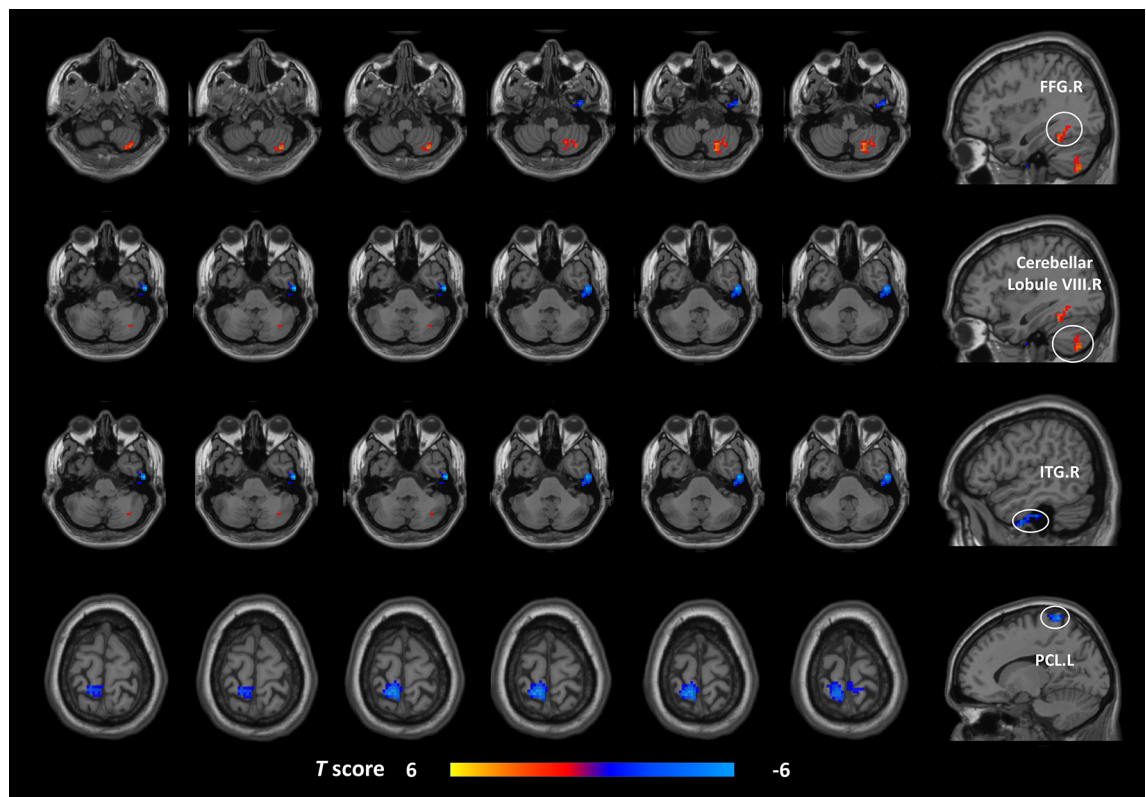 FFG.R
Cerebellar
Lobule VIII.R
ITG.R
PCL.L
T score 6 -6